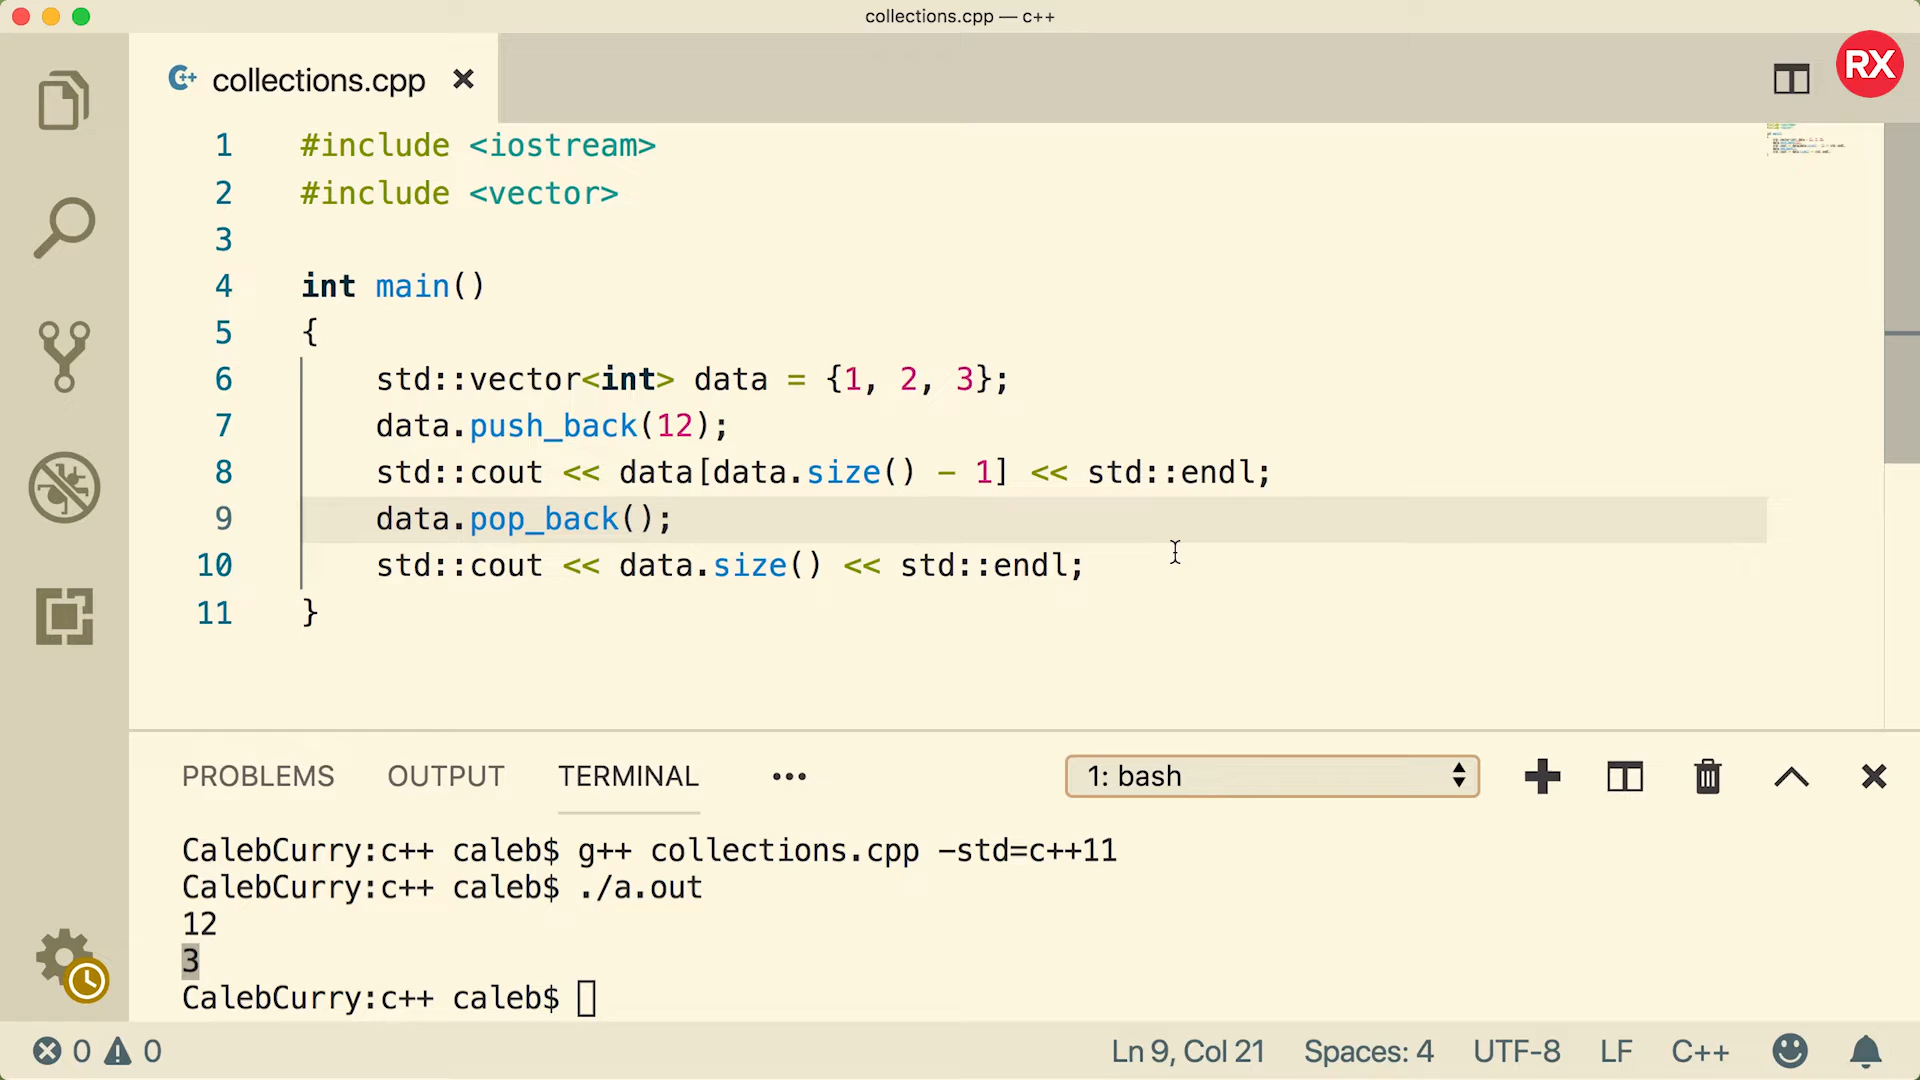 collections.cpp — c++
RX
collections.cpp
1 #include <iostream>
2 #include <vector>
3
4 int main()
5 {
6     std::vector<int> data = {1, 2, 3};
7     data.push_back(12);
8     std::cout << data[data.size() - 1] << std::endl;
9     data.pop_back();
10     std::cout << data.size() << std::endl;
11 }
PROBLEMS OUTPUT TERMINAL ••• 1: bash
CalebCurry:c++ caleb$ g++ collections.cpp -std=c++11
CalebCurry:c++ caleb$ ./a.out
12
3
CalebCurry:c++ caleb$
0 0 Ln 9, Col 21 Spaces: 4 UTF-8 LF C++